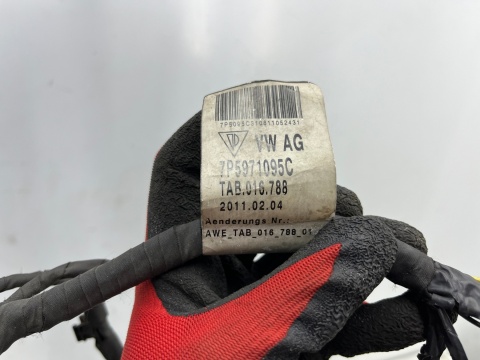 VW AG
7P5971095C
TAB.016.788
2011.02.04
Aenderungs Nr.:
AWE_TAB_016_788_01